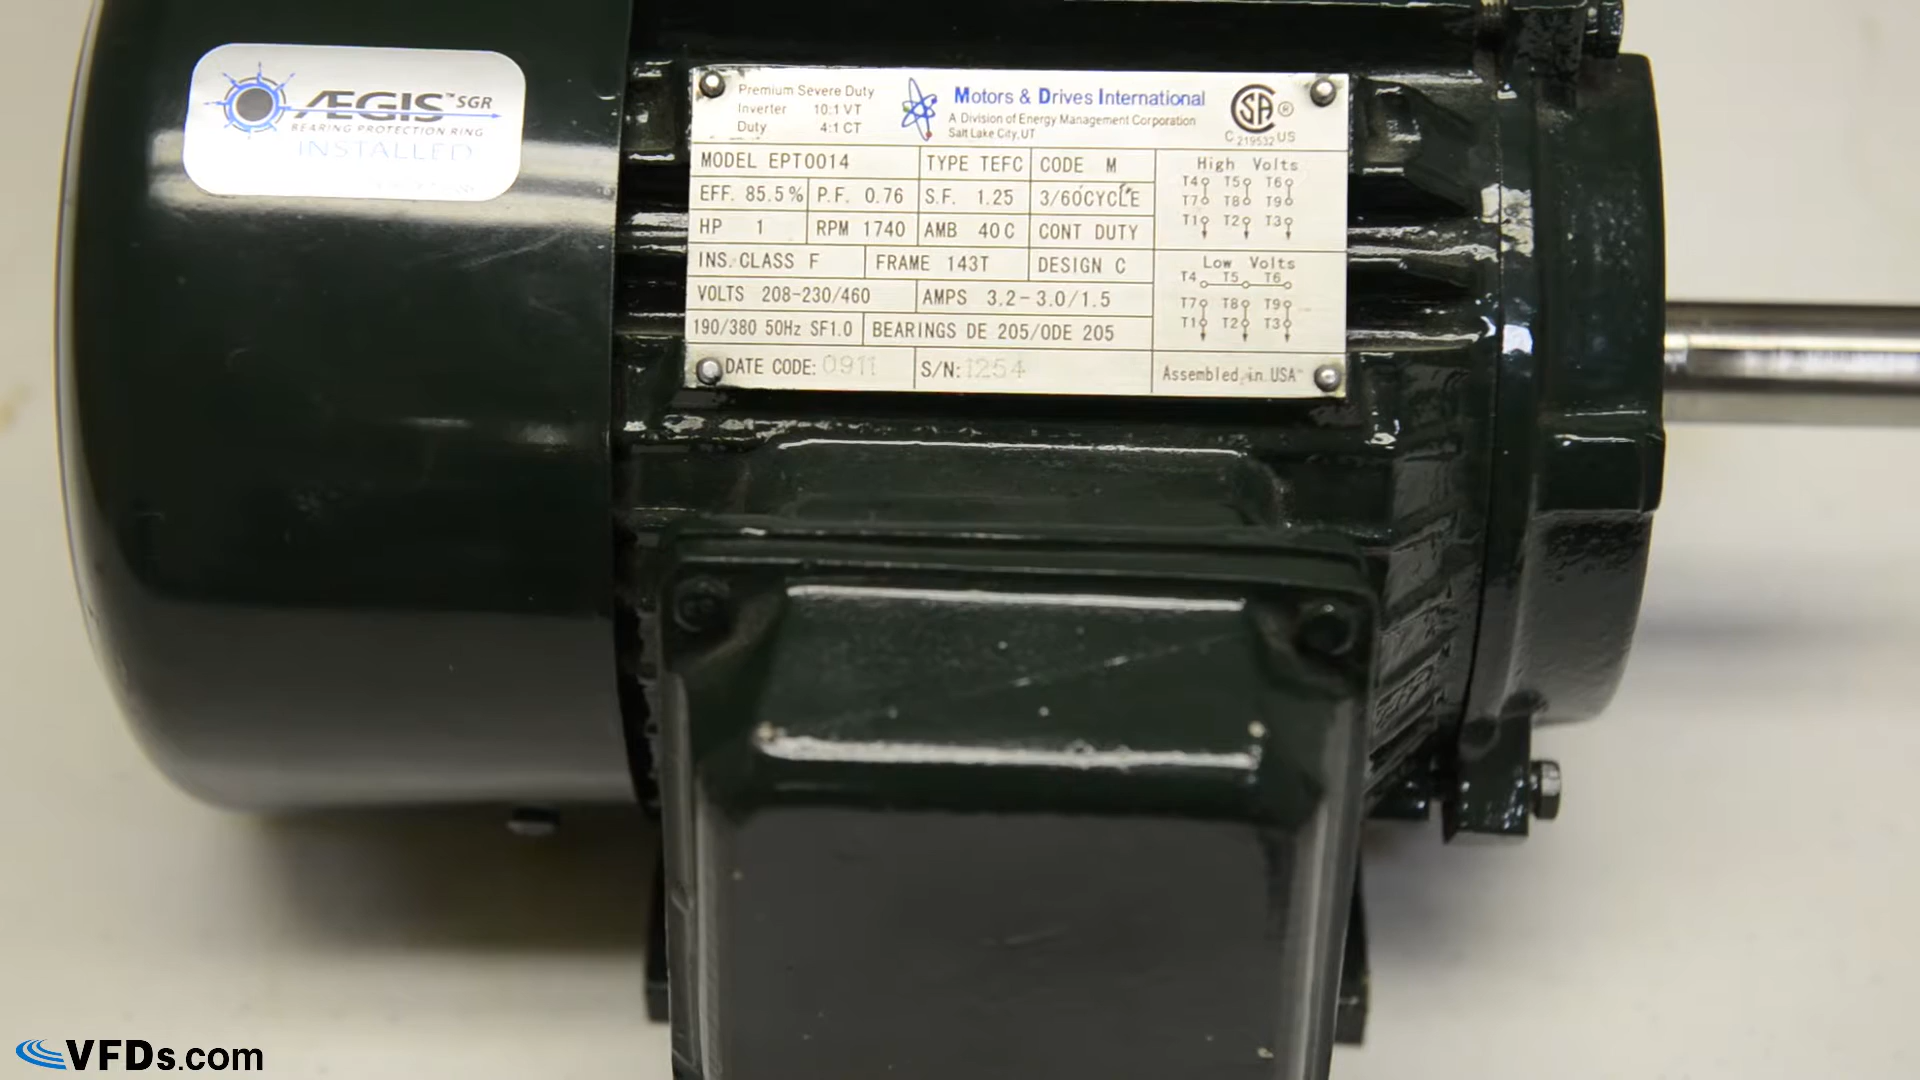 ÆGIS™SGR
BEARING PROTECTION RING
INSTALLED
Premium Severe Duty
Inverter 10:1 VT
Duty 4:1 CT
Motors & Drives International
A Division of Energy Management Corporation
Salt Lake City, UT
SA ®
C 219532 US
MODEL EPT0014 TYPE TEFC CODE M
EFF. 85.5% P.F. 0.76 S.F. 1.25 3/60CYCLE
HP 1 RPM 1740 AMB 40C CONT DUTY
INS. CLASS F FRAME 143T DESIGN C
VOLTS 208-230/460 AMPS 3.2-3.0/1.5
190/380 50Hz SF1.0 BEARINGS DE 205/ODE 205
DATE CODE: 0911 S/N: 1254
High Volts
T4 T5 T6
T7 T8 T9
T1 T2 T3
Low Volts
T4 T5 T6
T7 T8 T9
T1 T2 T3
Assembled in USA
VFDs.com